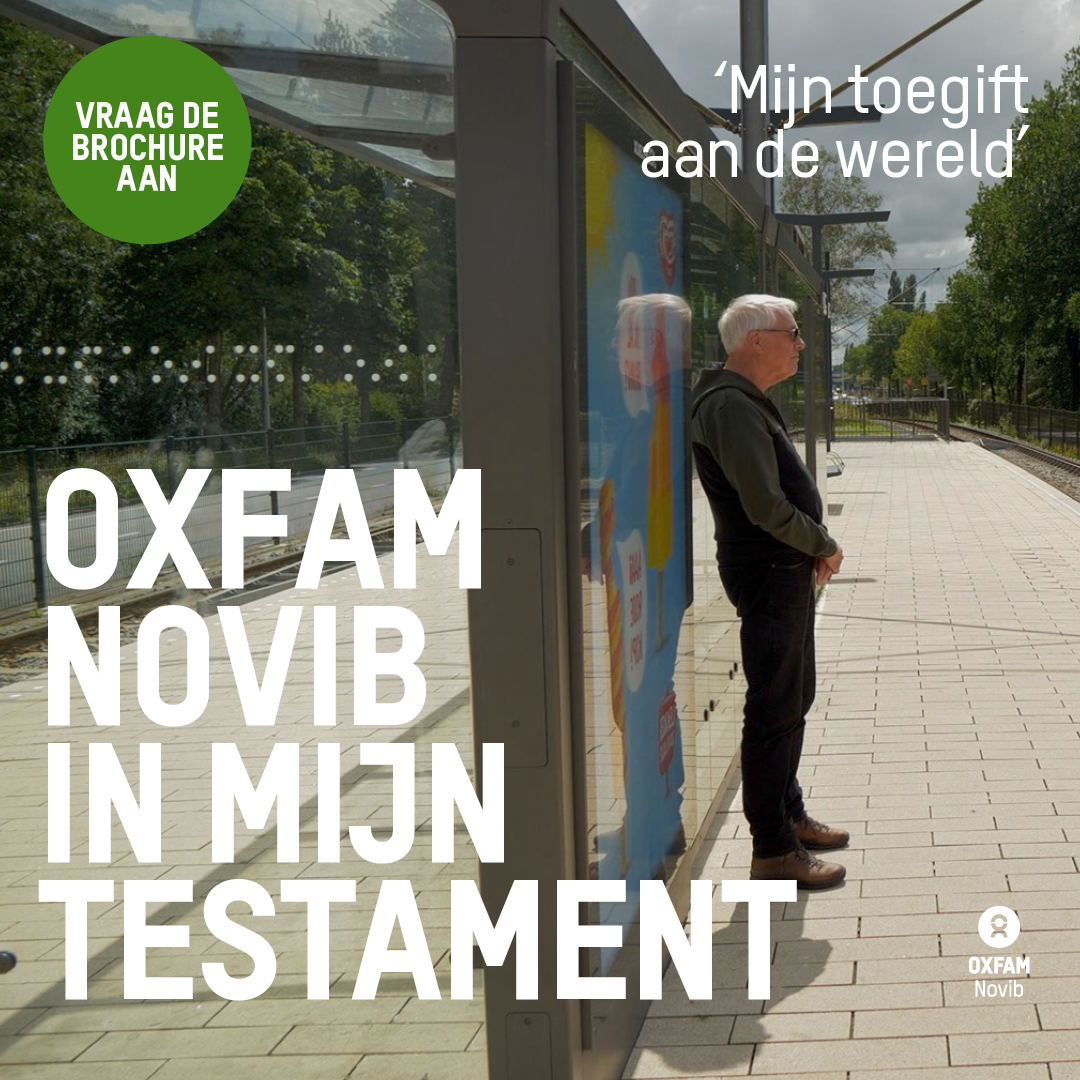 VRAAG DE
BROCHURE
AAN
‘Mijn toegift
aan de wereld’
OXFAM
NOVIB
IN MIJN
TESTAMENT
OXFAM
Novib